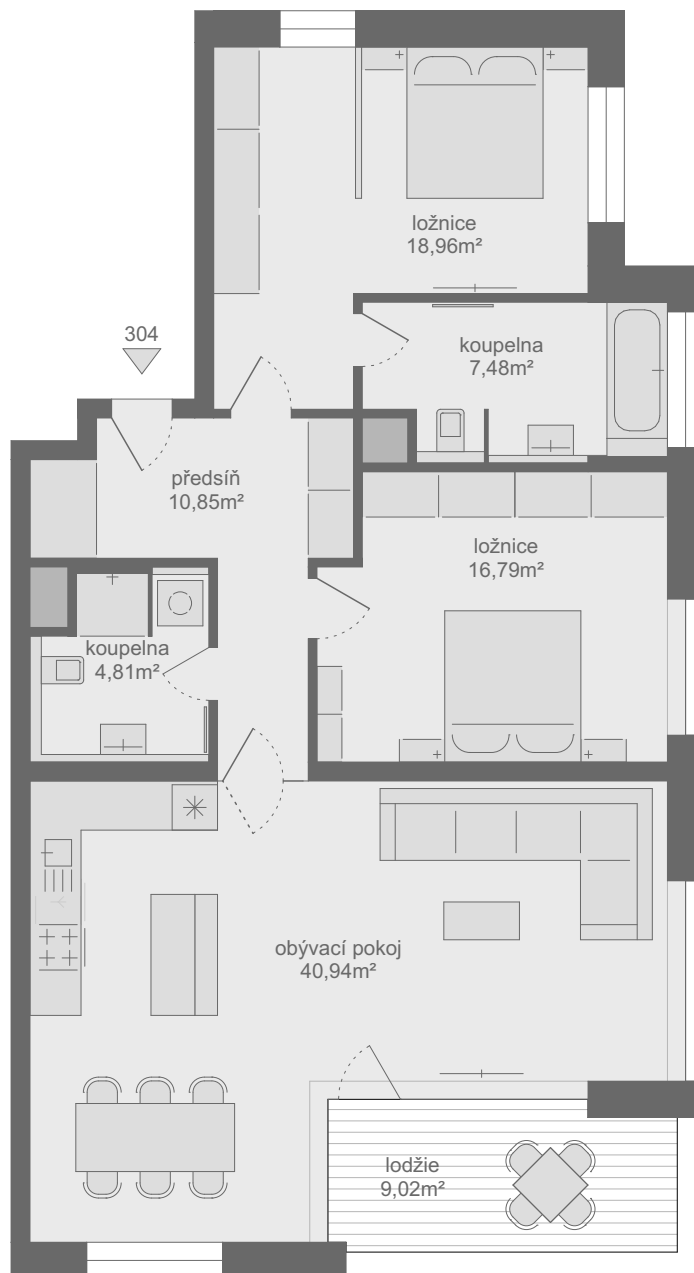 ložnice
18,96m²
304
koupelna
7,48m²
předsíň
10,85m²
ložnice
16,79m²
koupelna
4,81m²
obývací pokoj
40,94m²
lodžie
9,02m²